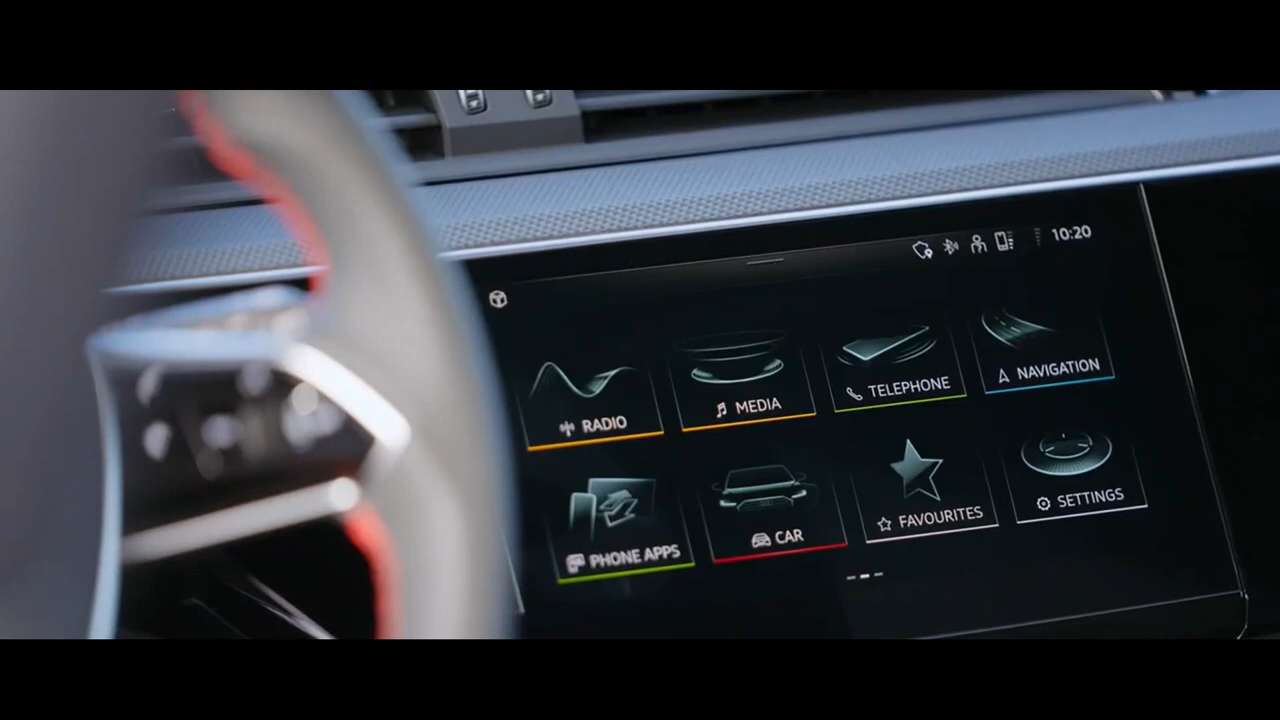 10:20
RADIO
MEDIA
TELEPHONE
NAVIGATION
PHONE APPS
CAR
FAVOURITES
SETTINGS